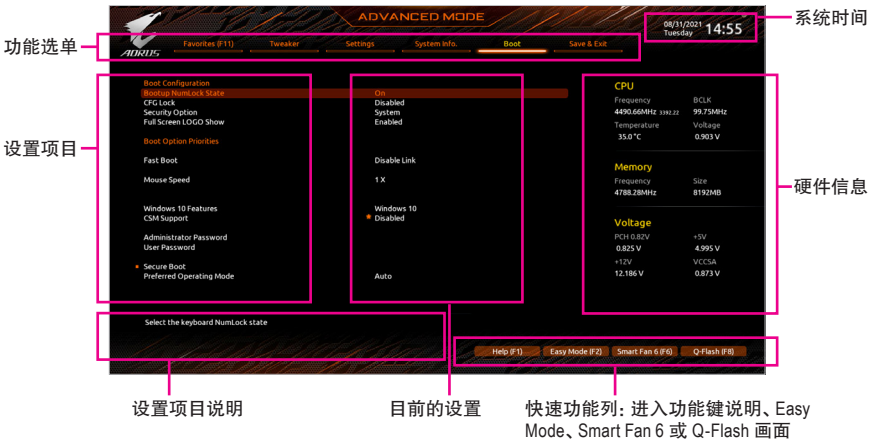 ADVANCED MODE
08/31/2021
Tuesday
14:55
系统时间
功能选单
AORUS
Favorites (F11)
Tweaker
Settings
System Info.
Boot
Save & Exit
设置项目
Boot Configuration
Bootup NumLock State On
CFG Lock Disabled
Security Option System
Full Screen LOGO Show Enabled
Boot Option Priorities
Fast Boot Disable Link
Mouse Speed 1 X
Windows 10 Features Windows 10
CSM Support Disabled
Administrator Password
User Password
Secure Boot
Preferred Operating Mode Auto
CPU
Frequency BCLK
4490.66MHz 3392.22 99.75MHz
Temperature Voltage
35.0 °C 0.903 V
Memory
Frequency Size
4788.28MHz 8192MB
Voltage
PCH 0.82V +5V
0.825 V 4.995 V
+12V VCCSA
12.186 V 0.873 V
硬件信息
Select the keyboard NumLock state
Help (F1)
Easy Mode (F2)
Smart Fan 6 (F6)
Q-Flash (F8)
设置项目说明
目前的设置
快速功能列: 进入功能键说明、Easy
Mode、Smart Fan 6 或 Q-Flash 画面